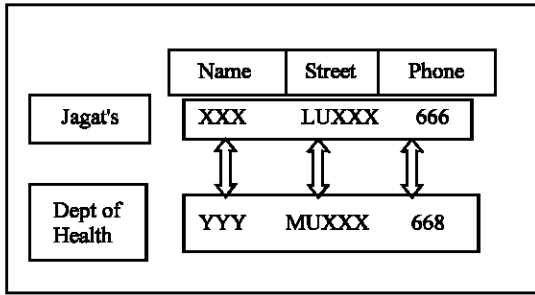 Name Street Phone
Jagat's XXX LUXXX 666
Dept of
Health YYY MUXXX 668